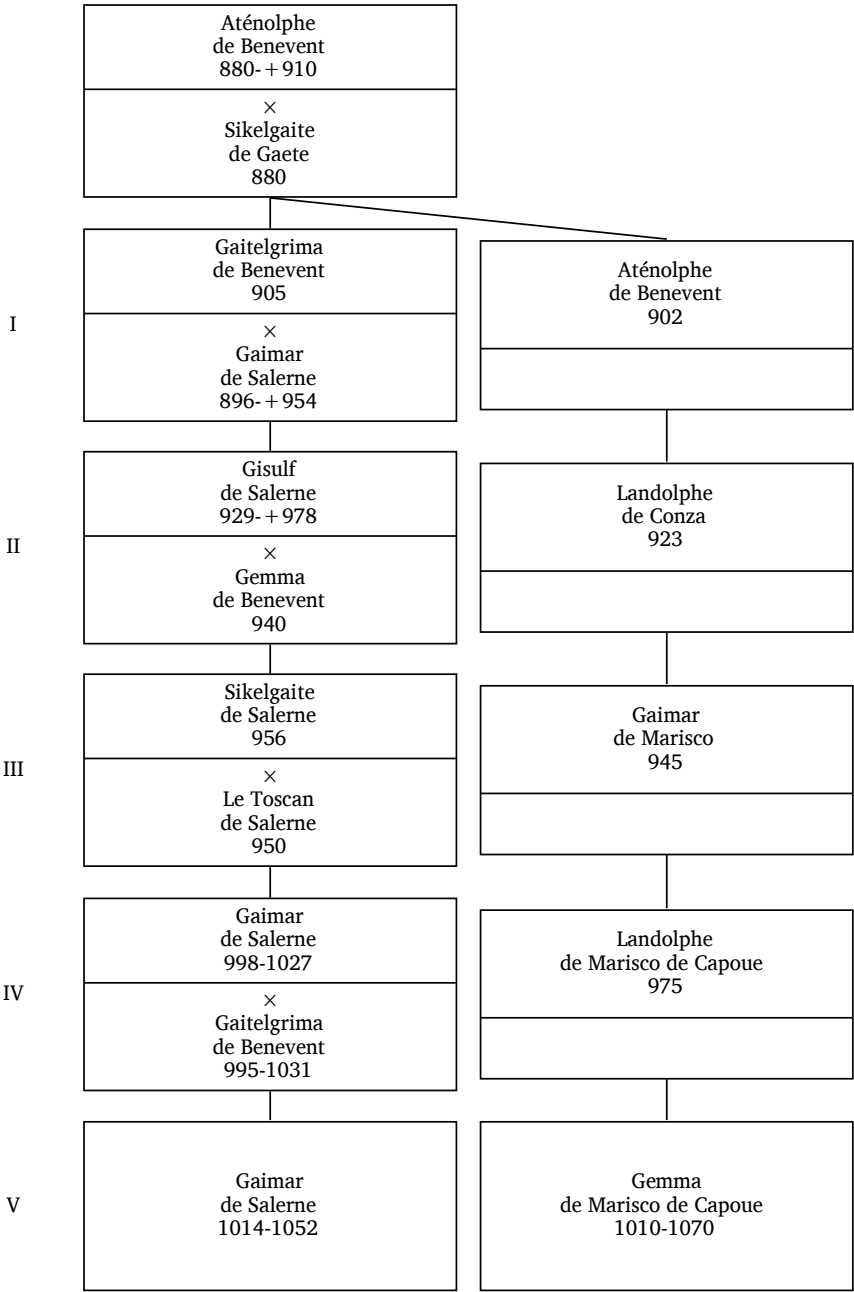 Aténolphe
de Benevent
880-+910
×
Sikelgaite
de Gaete
880
I
Gaitelgrima
de Benevent
905
×
Gaimar
de Salerne
896-+954
Aténolphe
de Benevent
902
II
Gisulf
de Salerne
929-+978
×
Gemma
de Benevent
940
Landolphe
de Conza
923
III
Sikelgaite
de Salerne
956
×
Le Toscan
de Salerne
950
Gaimar
de Marisco
945
IV
Gaimar
de Salerne
998-1027
×
Gaitelgrima
de Benevent
995-1031
Landolphe
de Marisco de Capoue
975
V
Gaimar
de Salerne
1014-1052
Gemma
de Marisco de Capoue
1010-1070